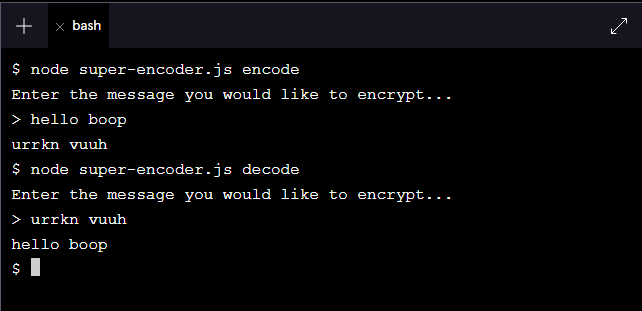 bash
$ node super-encoder.js encode
Enter the message you would like to encrypt...
> hello boop
urrkn vuuh
$ node super-encoder.js decode
Enter the message you would like to encrypt...
> urrkn vuuh
hello boop
$